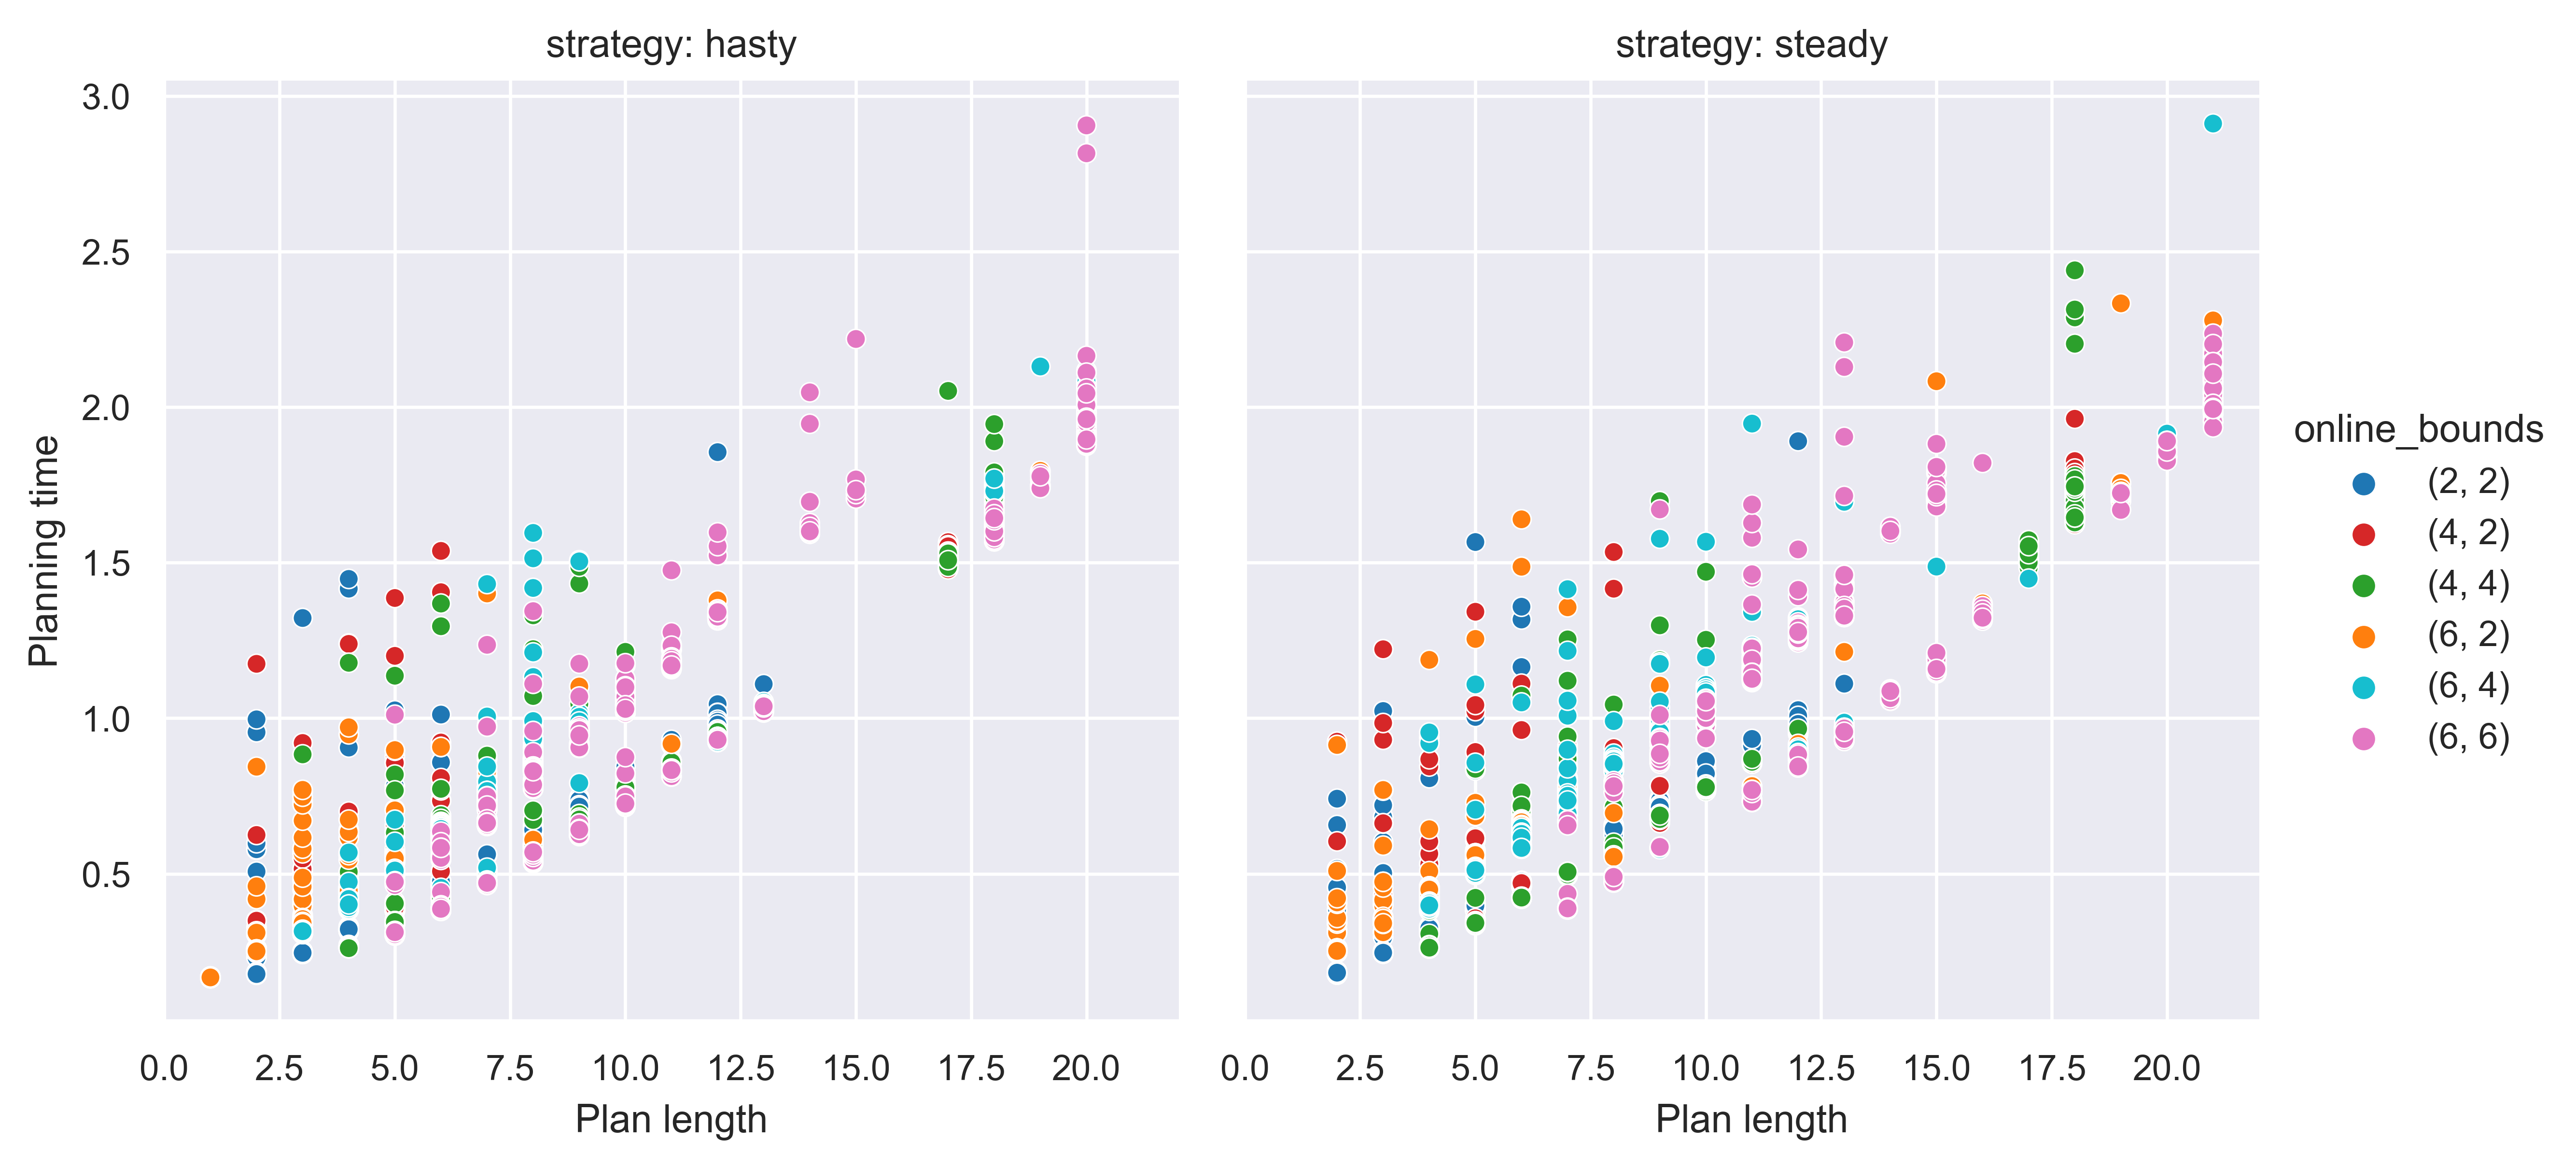 strategy: hasty
strategy: steady
3.0
2.5
2.0
1.5
1.0
0.5
Planning time
0.0 2.5 5.0 7.5 10.0 12.5 15.0 17.5 20.0
0.0 2.5 5.0 7.5 10.0 12.5 15.0 17.5 20.0
Plan length
Plan length
online_bounds
(2, 2)
(4, 2)
(4, 4)
(6, 2)
(6, 4)
(6, 6)